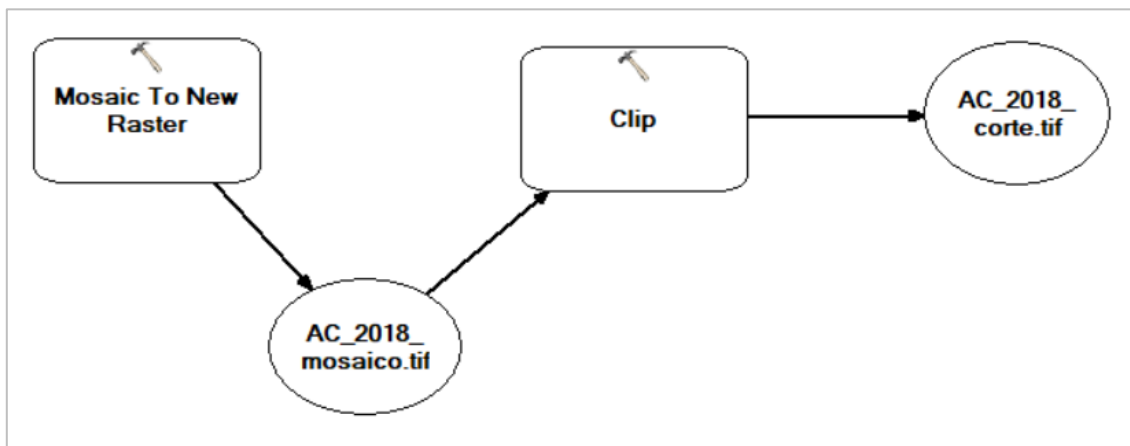 Mosaic To New
Raster
AC_2018_
mosaico.tif
Clip
AC_2018_
corte.tif